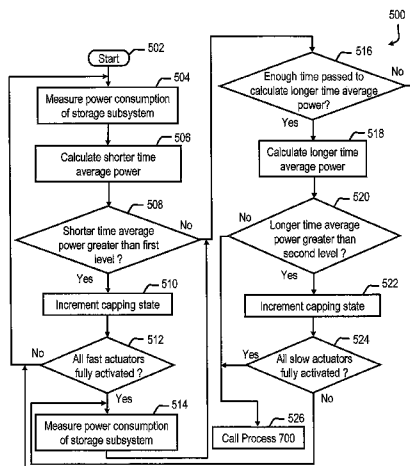 500
502
Start
504
Measure power consumption
of storage subsystem
506
Calculate shorter time
average power
508
Shorter time average
power greater than first
level ?
No
Yes
510
Increment capping state
512
No
All fast actuators
fully activated ?
Yes
514
Measure power consumption
of storage subsystem
516
Enough time passed to
calculate longer time average
power?
No
Yes
518
Calculate longer time
average power
520
No
Longer time average
power greater than
second level ?
Yes
522
Increment capping state
524
Yes
All slow actuators
fully activated ?
No
526
Call Process 700